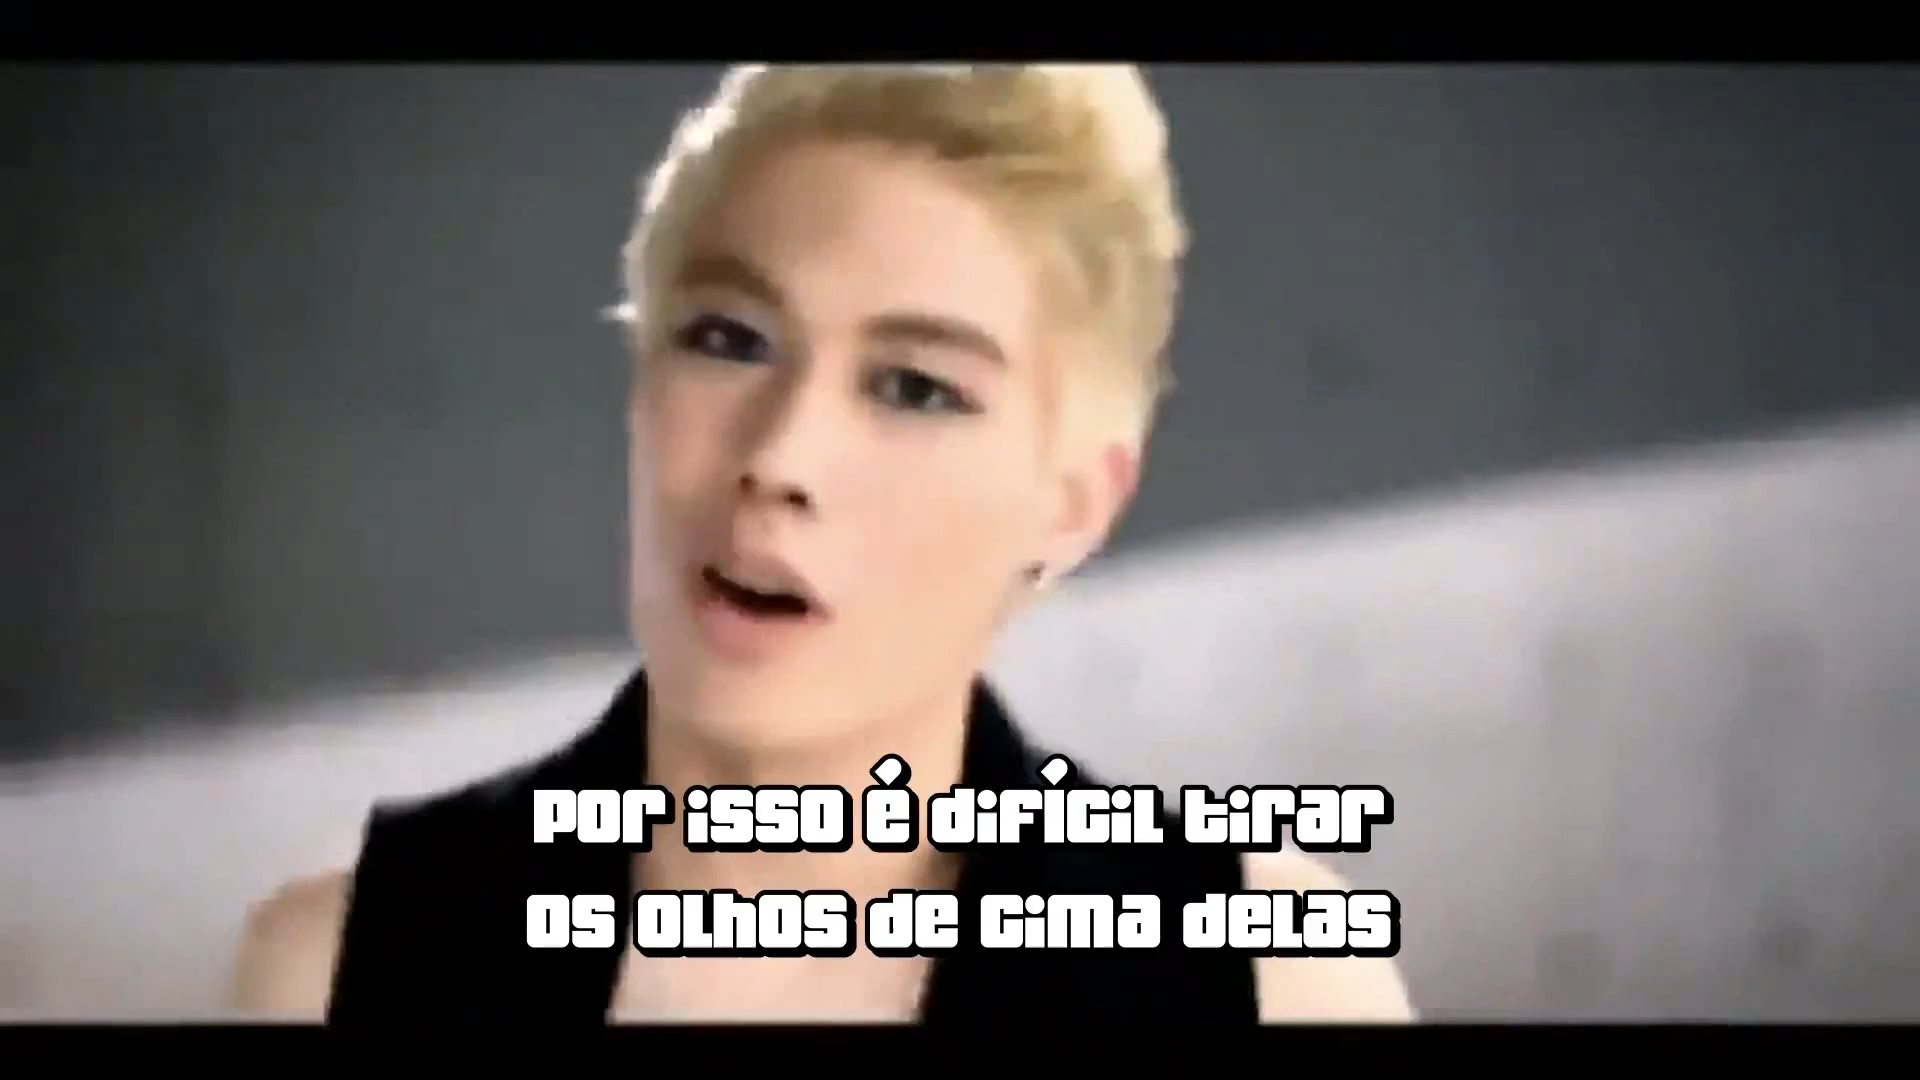 por isso é difícil tirar
os olhos de cima delas